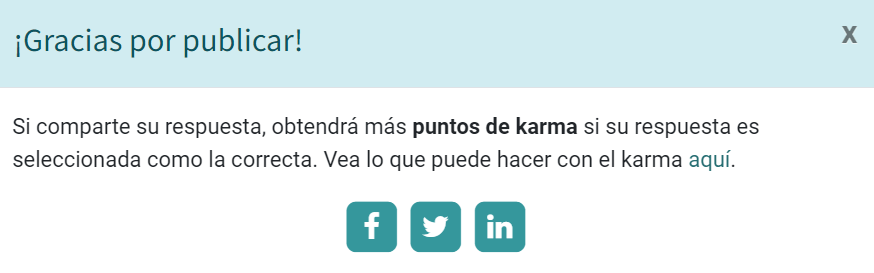 ¡Gracias por publicar!
X
Si comparte su respuesta, obtendrá más puntos de karma si su respuesta es
seleccionada como la correcta. Vea lo que puede hacer con el karma aquí.